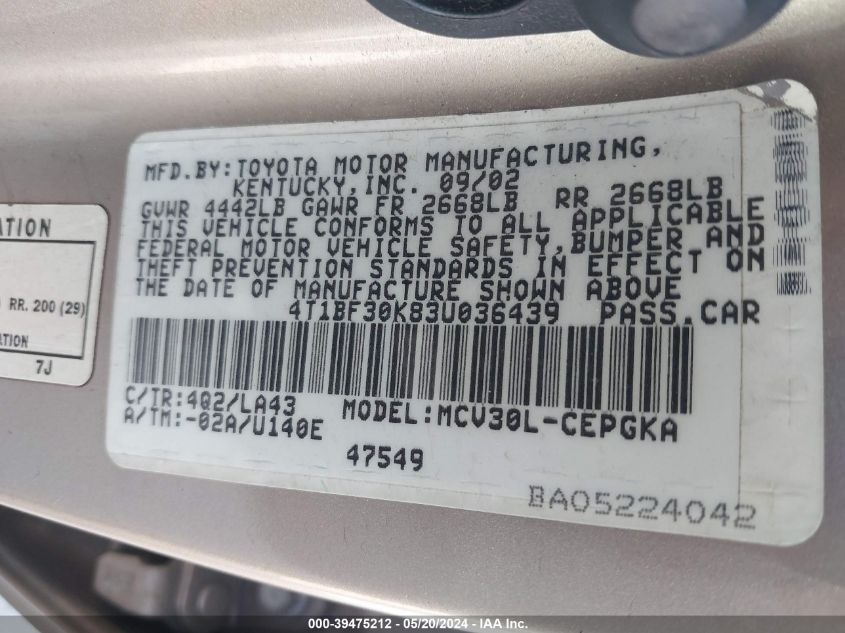 MFD.BY:TOYOTA MOTOR MANUFACTURING,
KENTUCKY,INC. 09/02
GVWR 4442LB GAWR FR 2668LB RR 2668LB
THIS VEHICLE CONFORMS TO ALL APPLICABLE
FEDERAL MOTOR VEHICLE SAFETY,BUMPER AND
THEFT PREVENTION STANDARDS IN EFFECT ON
THE DATE OF MANUFACTURE SHOWN ABOVE
4T1BF30K83U036439 PASS.CAR
C/TR:402/LA43 MODEL:MCV30L-CEPGKA
A/TM:-02A/U140E
47549
BA05224042
ATION
RR. 200 (29)
ATION
7J
000-39475212 - 05/20/2024 - IAA Inc.